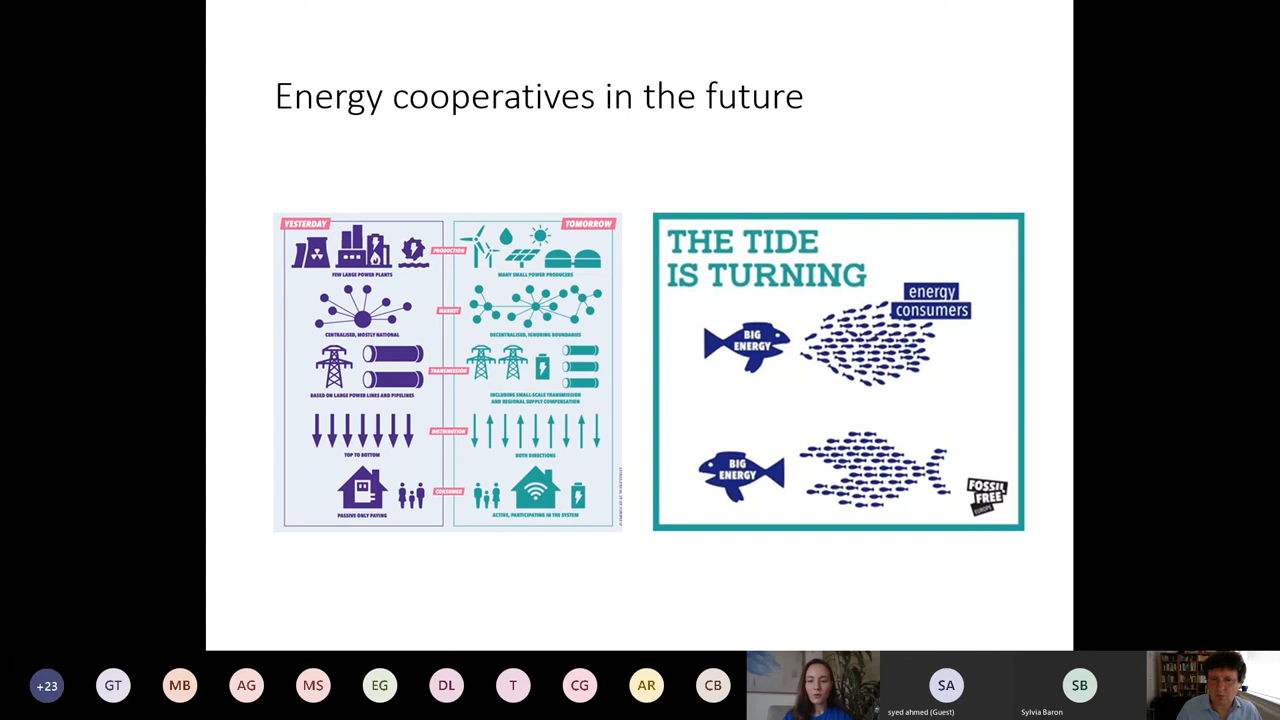 Energy cooperatives in the future
YESTERDAY
TOMORROW
PRODUCTION
FEW LARGE POWER PLANTS
MANY SMALL POWER PRODUCERS
MARKET
CENTRALISED, MOSTLY NATIONAL
DECENTRALISED, IGNORING BOUNDARIES
TRANSMISSION
BASED ON LARGE POWER LINES AND PIPELINES
INCLUDING SMALL-SCALE TRANSMISSION
AND REGIONAL SUPPLY COMPENSATION
DISTRIBUTION
TOP TO BOTTOM
BOTH DIRECTIONS
CONSUMER
PASSIVE ONLY PAYING
ACTIVE, PARTICIPATING IN THE SYSTEM
THE TIDE
IS TURNING
energy
consumers
BIG
ENERGY
BIG
ENERGY
FOSSIL
FREE
EUROPE
+23
GT
MB
AG
MS
EG
DL
T
CG
AR
CB
SA
syed ahmed (Guest)
SB
Sylvia Baron